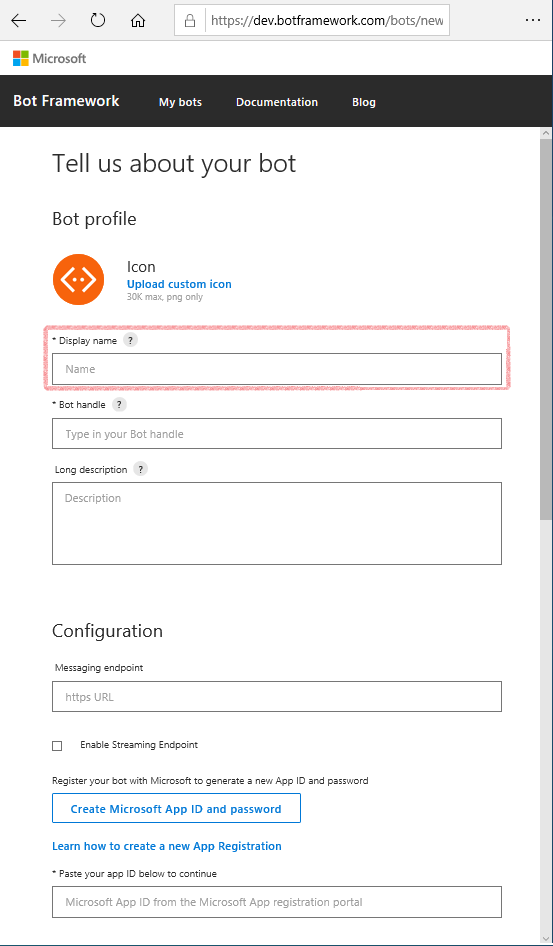 https://dev.botframework.com/bots/new
Microsoft
Bot Framework My bots Documentation Blog
Tell us about your bot
Bot profile
Icon
Upload custom icon
30K max, png only
* Display name ?
Name
* Bot handle ?
Type in your Bot handle
Long description ?
Description
Configuration
Messaging endpoint
https URL
Enable Streaming Endpoint
Register your bot with Microsoft to generate a new App ID and password
Create Microsoft App ID and password
Learn how to create a new App Registration
* Paste your app ID below to continue
Microsoft App ID from the Microsoft App registration portal